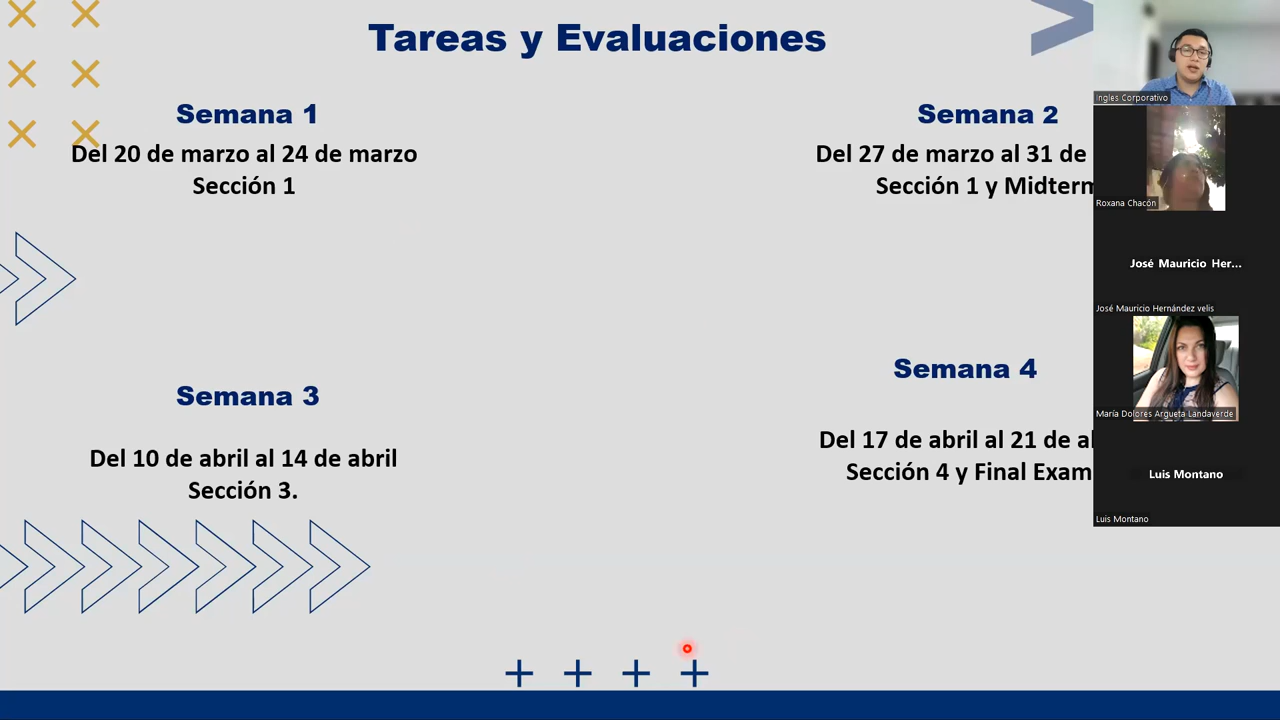 Tareas y Evaluaciones
Semana 1
Del 20 de marzo al 24 de marzo
Sección 1
Semana 2
Del 27 de marzo al 31 de
Sección 1 y Midterm
Semana 3
Del 10 de abril al 14 de abril
Sección 3.
Semana 4
Del 17 de abril al 21 de
Sección 4 y Final Exam
Ingles Corporativo
Roxana Chacón
José Mauricio Her...
José Mauricio Hernández velis
María Dolores Argueta Landaverde
Luis Montano
Luis Montano